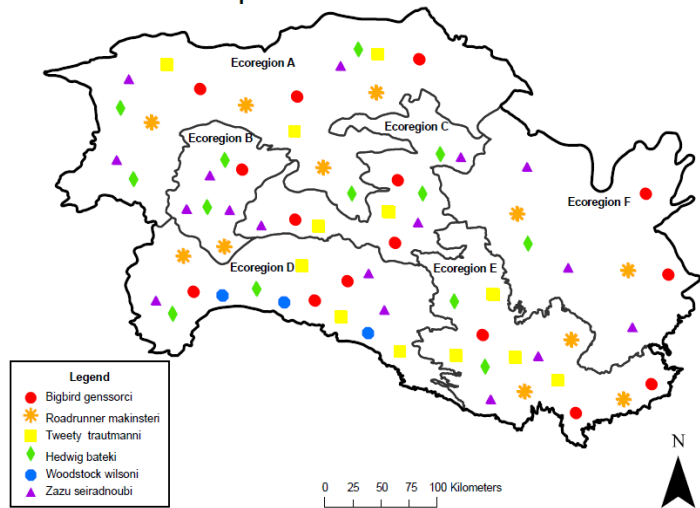 Ecoregion A
Ecoregion B
Ecoregion C
Ecoregion F
Ecoregion D
Ecoregion E
Legend
Bigbird genssorci
Roadrunner makinsteri
Tweety trautmanni
Hedwig bateki
Woodstock wilsoni
Zazu seiradnoubi
N
0 25 50 75 100 Kilometers